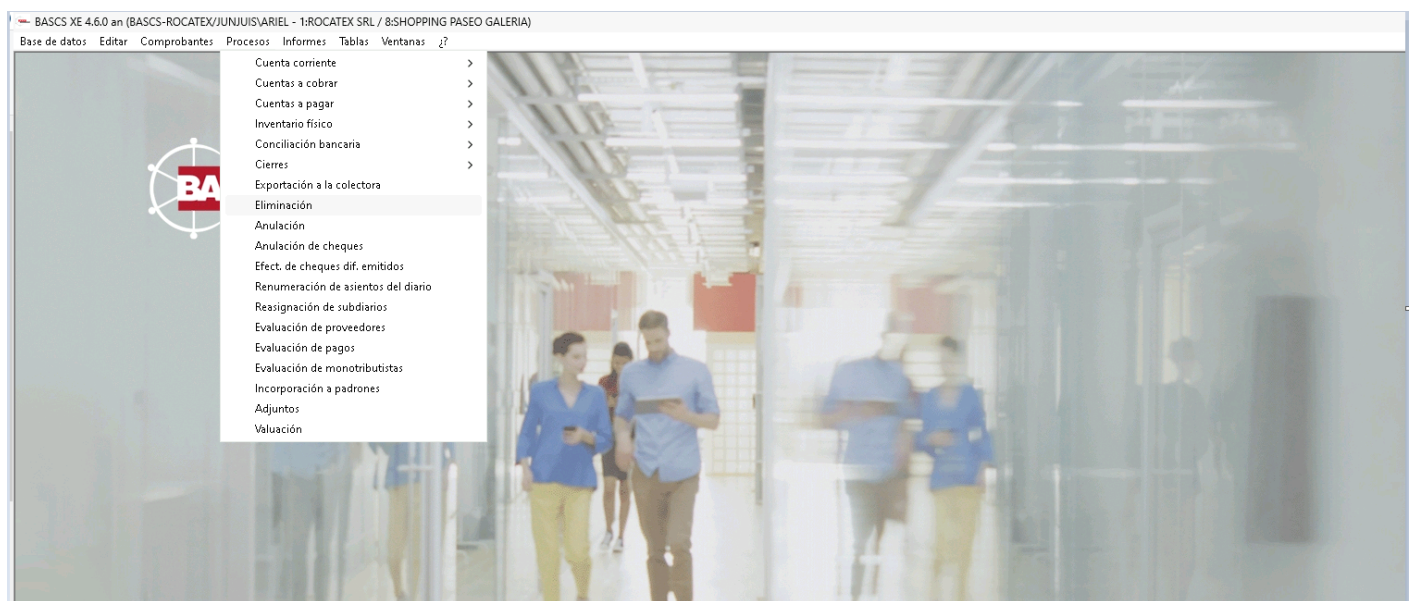 BASCS XE 4.6.0 an (BASCS-ROCATEX/JUNJUIS\ARIEL - 1:ROCATEX SRL / 8:SHOPPING PASEO GALERIA)
Base de datos Editar Comprobantes Procesos Informes Tablas Ventanas ¿?
Cuenta corriente
Cuentas a cobrar
Cuentas a pagar
Inventario físico
Conciliación bancaria
Cierres
Exportación a la colectora
Eliminación
Anulación
Anulación de cheques
Efect. de cheques dif. emitidos
Renumeración de asientos del diario
Reasignación de subdiarios
Evaluación de proveedores
Evaluación de pagos
Evaluación de monotributistas
Incorporación a padrones
Adjuntos
Valuación
BA